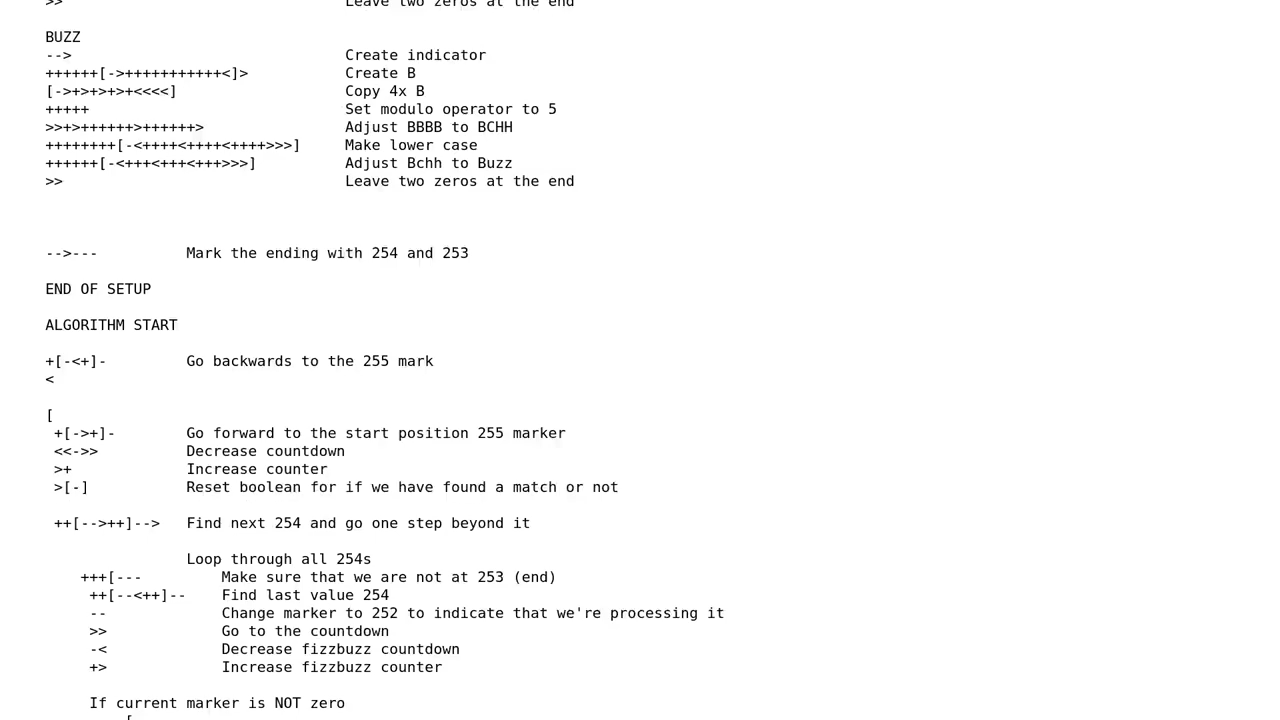 >>                                Leave two zeros at the end
BUZZ
-->                               Create indicator
++++++[->+++++++++++<]>           Create B
[->+>+>+>+<<<<]                   Copy 4x B
+++++                             Set modulo operator to 5
>>+>++++++>++++++>                Adjust BBBB to BCHH
++++++++[-<++++<++++<++++>>>]     Make lower case
++++++[-<+++<+++<+++>>>]          Adjust Bchh to Buzz
>>                                Leave two zeros at the end
-->---          Mark the ending with 254 and 253
END OF SETUP
ALGORITHM START
+[-<+]-         Go backwards to the 255 mark
<
[
 +[->+]-        Go forward to the start position 255 marker
 <<->>          Decrease countdown
 >+             Increase counter
 >[-]           Reset boolean for if we have found a match or not
 ++[-->++]-->   Find next 254 and go one step beyond it
                Loop through all 254s
    +++[---         Make sure that we are not at 253 (end)
     ++[--<++]--    Find last value 254
     --             Change marker to 252 to indicate that we're processing it
     >>             Go to the countdown
     -<             Decrease fizzbuzz countdown
     +>             Increase fizzbuzz counter
     If current marker is NOT zero
         [